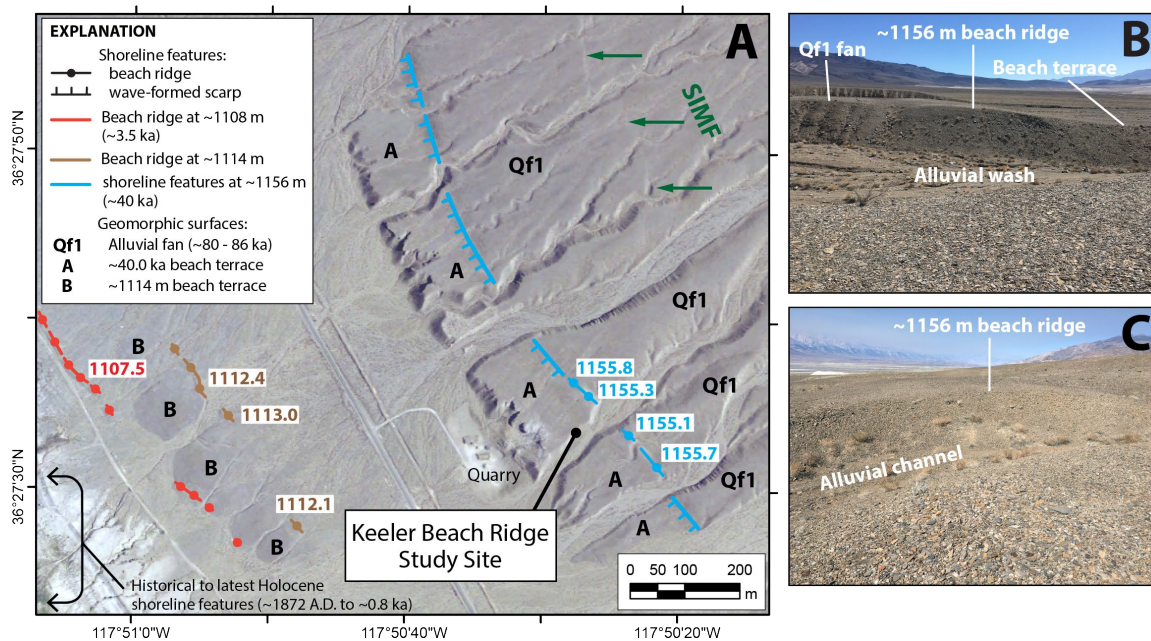 EXPLANATION
Shoreline features:
beach ridge
wave-formed scarp
Beach ridge at ~1108 m
(~3.5 ka)
Beach ridge at ~1114 m
shoreline features at ~1156 m
(~40 ka)
Geomorphic surfaces:
Qf1 Alluvial fan (~80 - 86 ka)
A ~40.0 ka beach terrace
B ~1114 m beach terrace
A
SIMF
A
Qf1
A
Qf1
36°27'50"N
B
1107.5
1112.4
B
1113.0
A
1155.8
1155.3
Qf1
1155.1
1155.7
B
Quarry
A
Qf1
36°27'30"N
1112.1
B
A
Keeler Beach Ridge
Study Site
Historical to latest Holocene
shoreline features (~1872 A.D. to ~0.8 ka)
0 50 100 200
m
117°51'0"W
117°50'40"W
117°50'20"W
B
~1156 m beach ridge
Qf1 fan
Beach terrace
Alluvial wash
C
~1156 m beach ridge
Alluvial channel